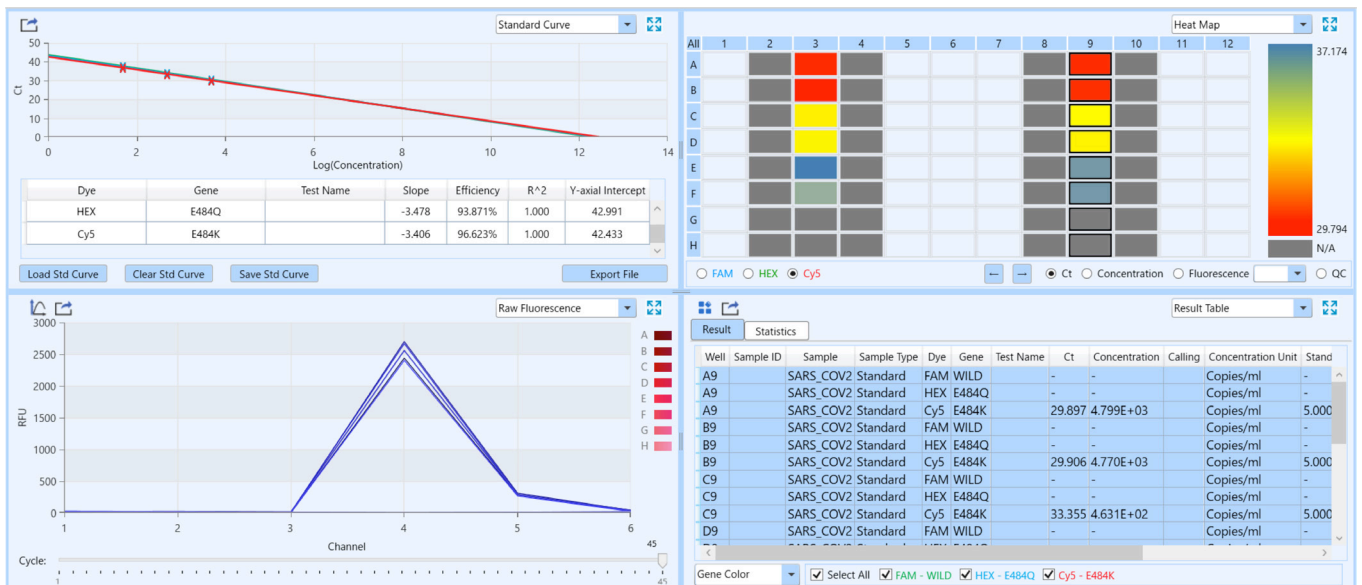 Standard Curve
50
40
30
20
10
0
Ct
0 2 4 6 8 10 12 14
Log(Concentration)
Dye Gene Test Name Slope Efficiency R^2 Y-axial Intercept
HEX E484Q -3.478 93.871% 1.000 42.991
Cy5 E484K -3.406 96.623% 1.000 42.433
Load Std Curve Clear Std Curve Save Std Curve Export File
Heat Map
All 1 2 3 4 5 6 7 8 9 10 11 12
A
B
C
D
E
F
G
H
37.174
29.794
N/A
FAM HEX Cy5 ← → Ct Concentration Fluorescence QC
Raw Fluorescence
3000
2500
2000
1500
1000
500
0
RFU
1 2 3 4 5 6
Channel
A
B
C
D
E
F
G
H
Cycle: 45
1 45
Result Table
Result Statistics
Well Sample ID Sample Sample Type Dye Gene Test Name Ct Concentration Calling Concentration Unit Stand
A9 SARS_COV2 Standard FAM WILD - - Copies/ml -
A9 SARS_COV2 Standard HEX E484Q - - Copies/ml -
A9 SARS_COV2 Standard Cy5 E484K 29.897 4.799E+03 Copies/ml 5.000
B9 SARS_COV2 Standard FAM WILD - - Copies/ml -
B9 SARS_COV2 Standard HEX E484Q - - Copies/ml -
B9 SARS_COV2 Standard Cy5 E484K 29.906 4.770E+03 Copies/ml 5.000
C9 SARS_COV2 Standard FAM WILD - - Copies/ml -
C9 SARS_COV2 Standard HEX E484Q - - Copies/ml -
C9 SARS_COV2 Standard Cy5 E484K 33.355 4.631E+02 Copies/ml 5.000
D9 SARS_COV2 Standard FAM WILD - - Copies/ml -
Gene Color Select All FAM - WILD HEX - E484Q Cy5 - E484K